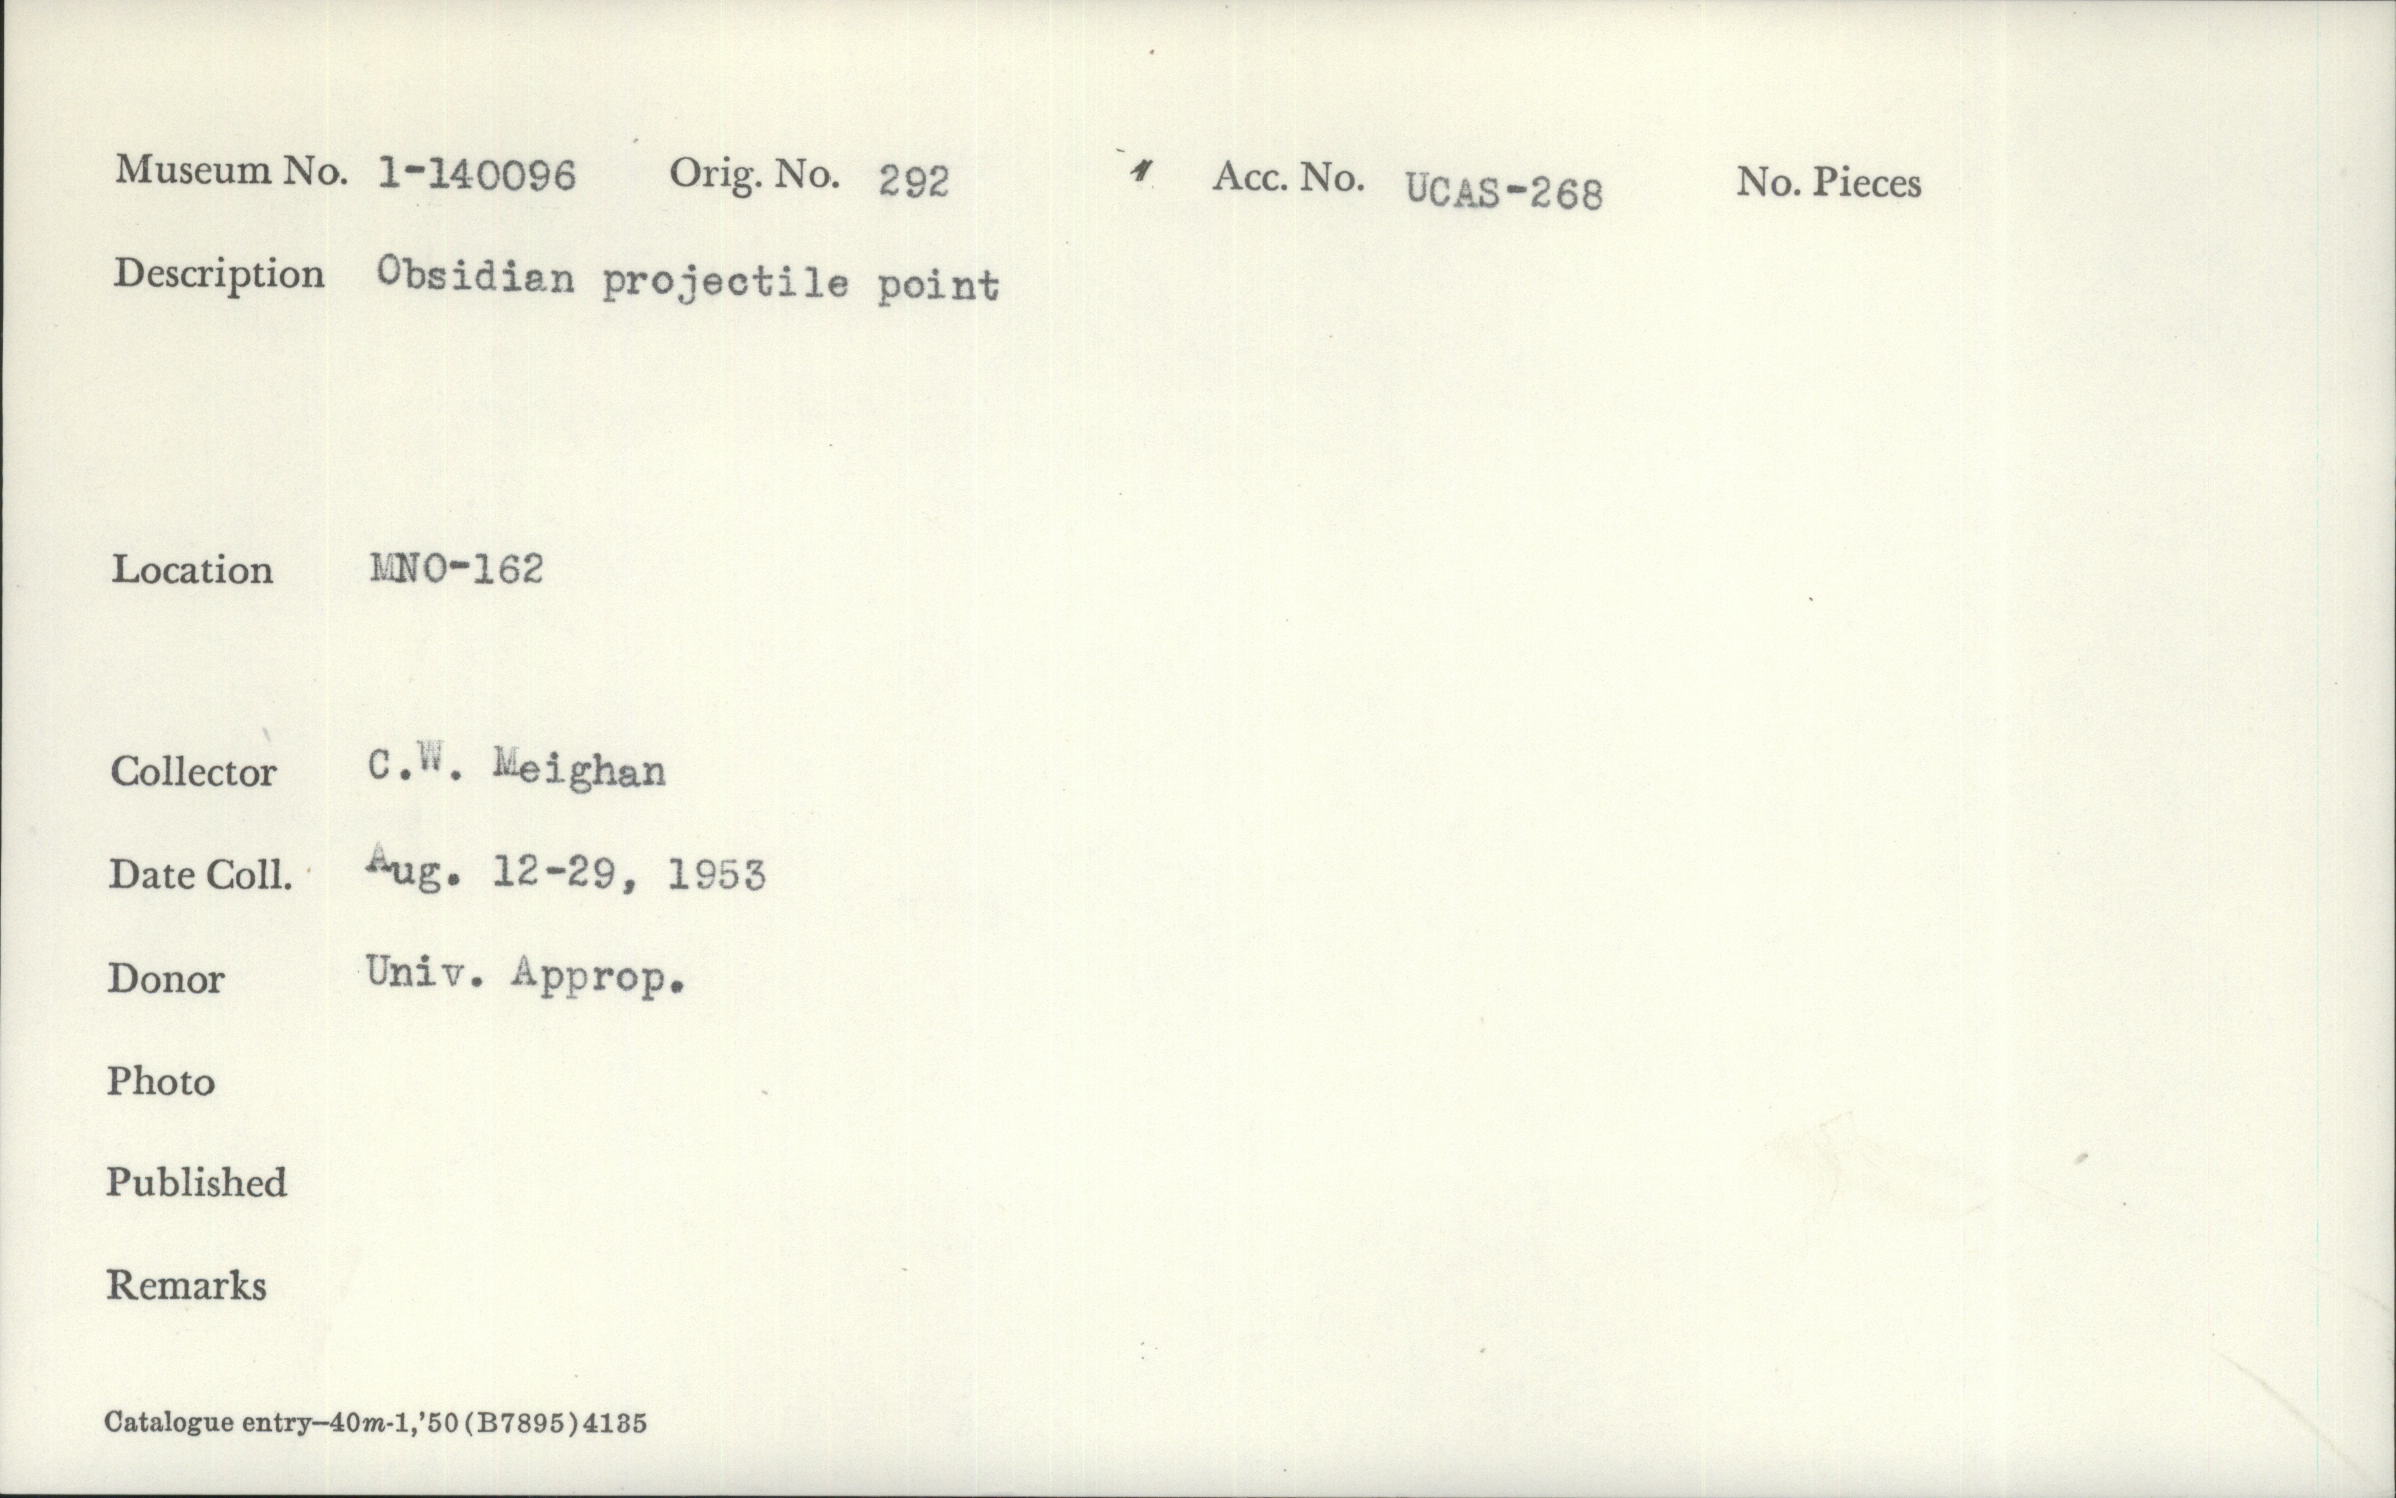 Museum No. 1-140096 Orig. No. 292 Acc. No. UCAS-268 No. Pieces
Description Obsidian projectile point
Location MNO-162
Collector C.W. Meighan
Date Coll. Aug. 12-29, 1953
Donor Univ. Approp.
Photo
Published
Remarks
Catalogue entry—40m-1,'50(B7895)4135